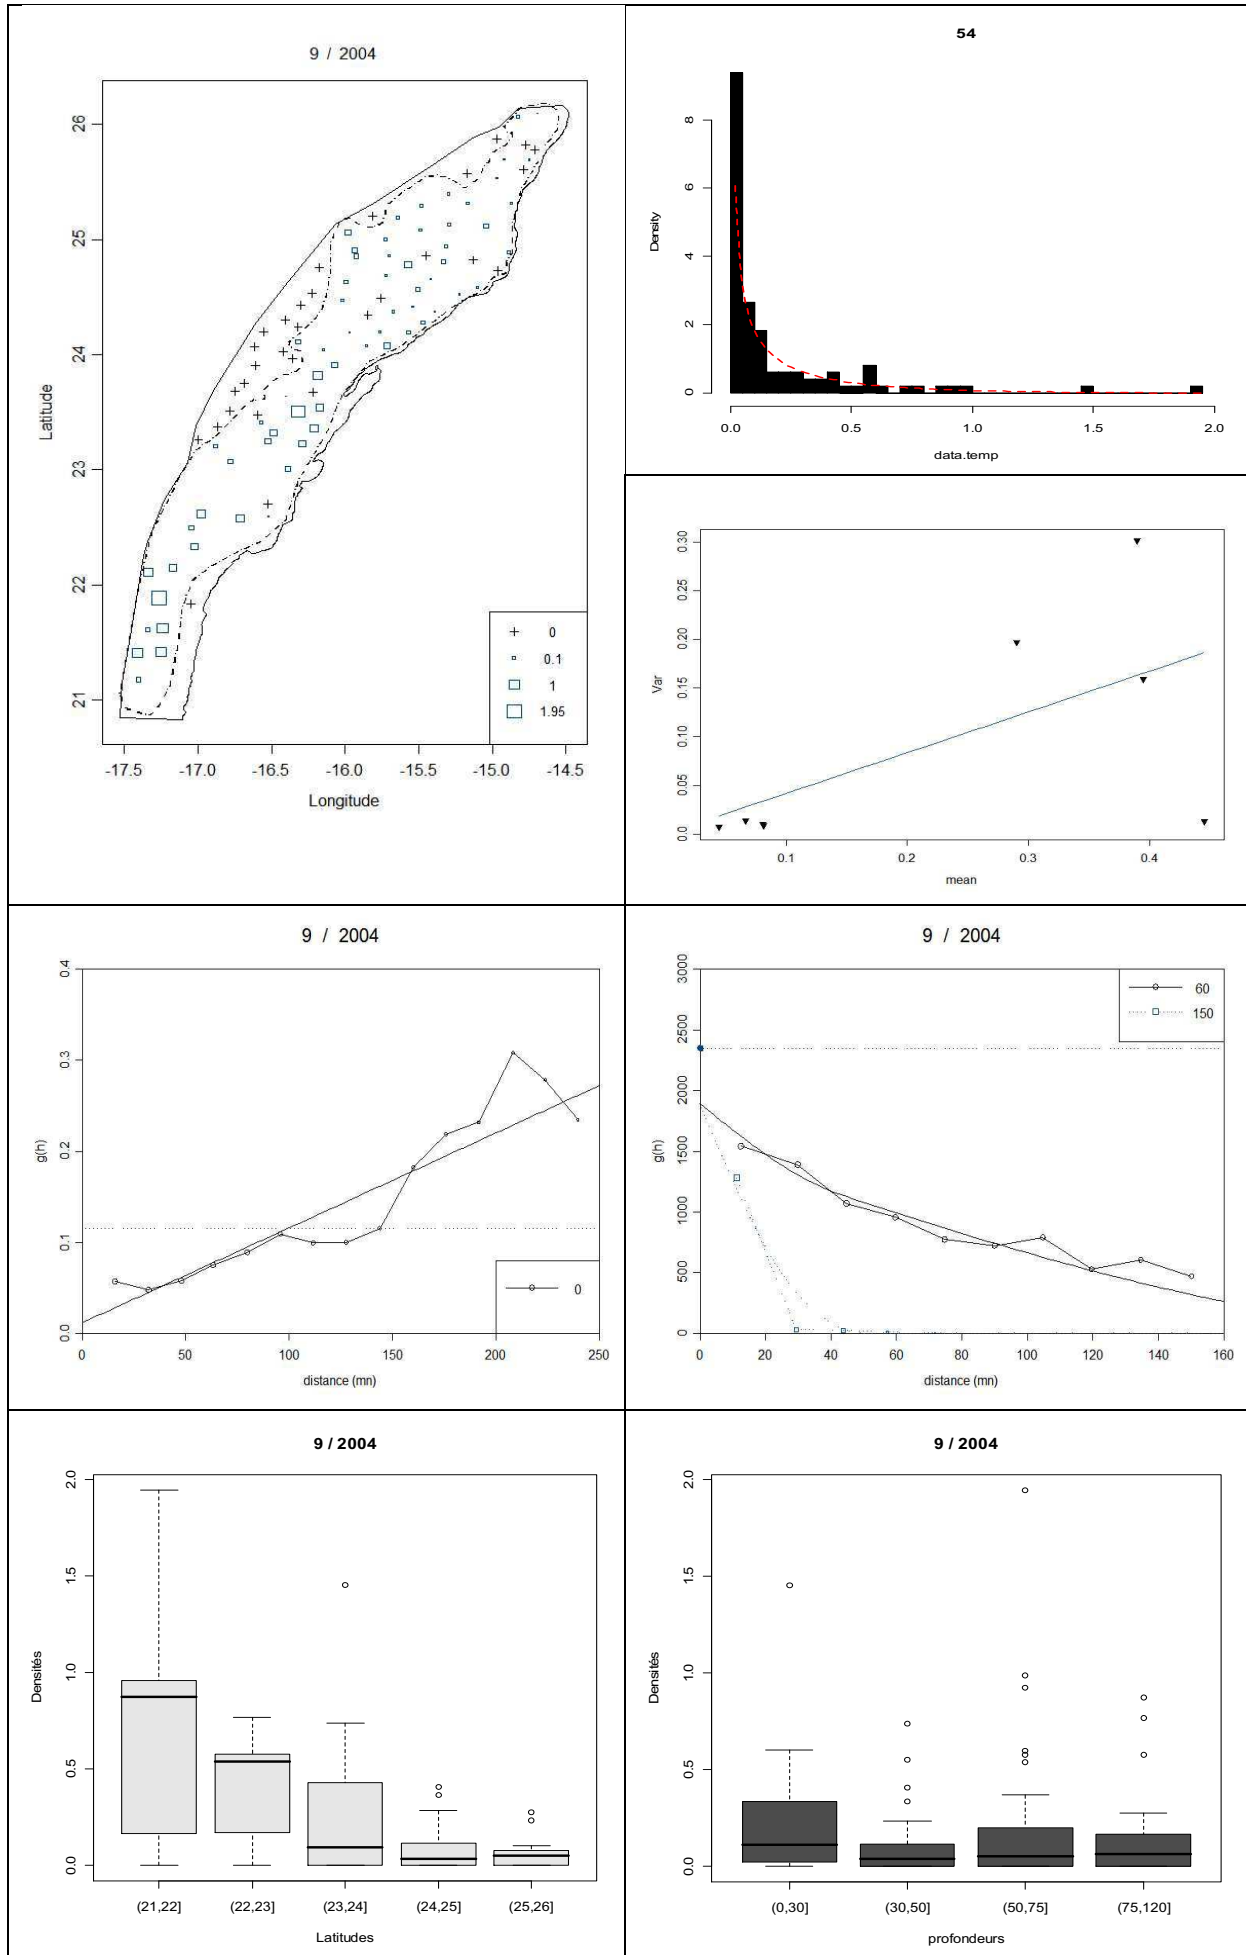 9 / 2004
Latitude
26
25
24
23
22
21
0
0.1
1
1.95
-17.5 -17.0 -16.5 -16.0 -15.5 -15.0 -14.5
Longitude
54
Density
8
6
4
2
0
0.0 0.5 1.0 1.5 2.0
data.temp
Var
0.30
0.25
0.20
0.15
0.10
0.05
0.0
0.1 0.2 0.3 0.4
mean
9 / 2004
g(h)
0.4
0.3
0.2
0.1
0.0
0
0 50 100 150 200 250
distance (mn)
9 / 2004
g(h)
3000
2500
2000
1500
1000
500
0
60
150
0 20 40 60 80 100 120 140 160
distance (mn)
9 / 2004
Densités
2.0
1.5
1.0
0.5
0.0
(21,22] (22,23] (23,24] (24,25] (25,26]
Latitudes
9 / 2004
Densités
2.0
1.5
1.0
0.5
0.0
(0,30] (30,50] (50,75] (75,120]
profondeurs